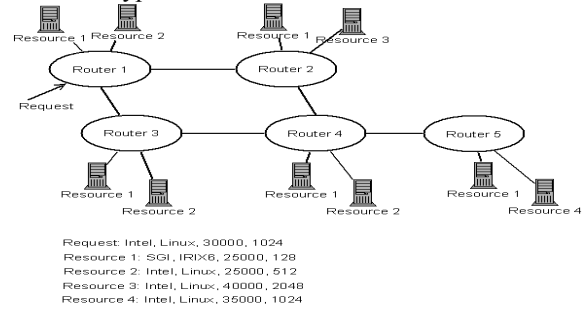 Resource 1 Resource 2 Resource 1 Resource 3
Router 1 Router 2
Request
Router 3 Router 4 Router 5
Resource 1 Resource 1 Resource 1
Resource 2 Resource 2 Resource 4
Request: Intel, Linux, 30000, 1024
Resource 1: SGI, IRIX6, 25000, 128
Resource 2: Intel, Linux, 25000, 512
Resource 3: Intel, Linux, 40000, 2048
Resource 4: Intel, Linux, 35000, 1024